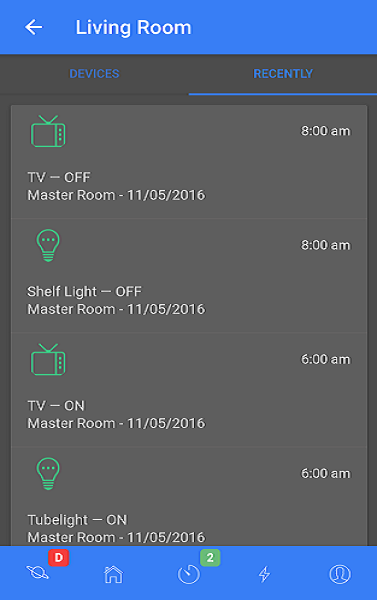 Living Room
DEVICES RECENTLY
8:00 am
TV — OFF
Master Room - 11/05/2016
8:00 am
Shelf Light — OFF
Master Room - 11/05/2016
6:00 am
TV — ON
Master Room - 11/05/2016
6:00 am
Tubelight — ON
Master Room - 11/05/2016
D 2